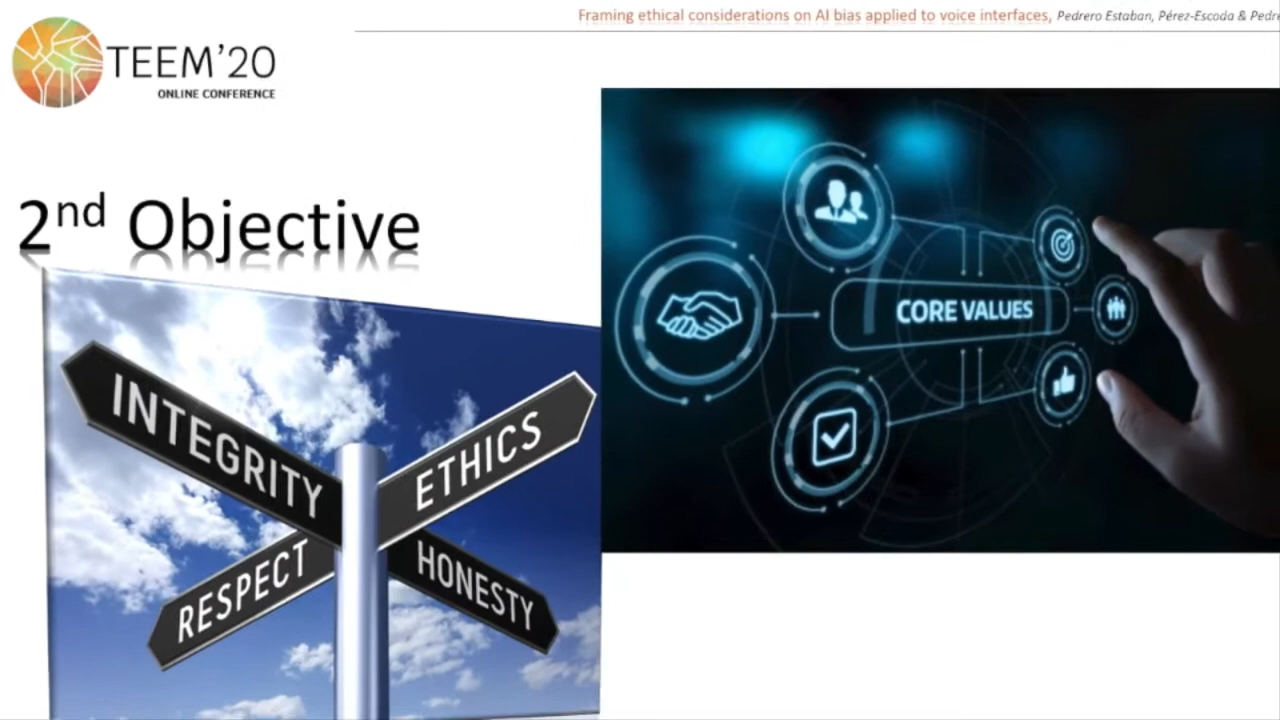 Framing ethical considerations on AI bias applied to voice interfaces, Pedrero Estaban, Pérez-Escoda &
TEEM'20
ONLINE CONFERENCE
2nd Objective
CORE VALUES
INTEGRITY
ETHICS
RESPECT
HONESTY